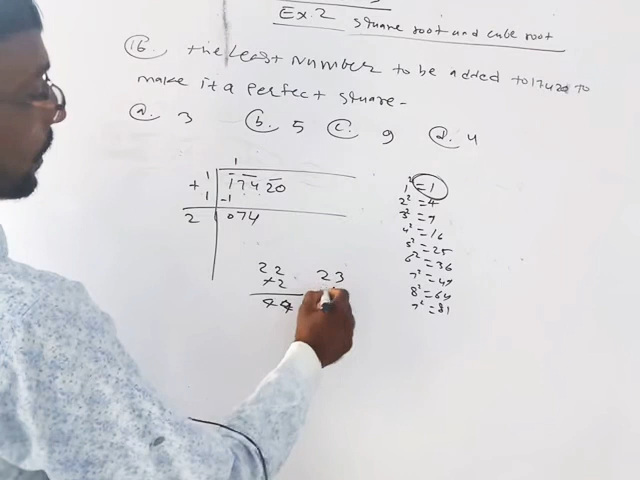 Ex.2 square root and cube root
16. the least number to be added to 17420 to
make it a perfect square-
a. 3 b. 5 c. 9 d. 4
1
1 17420
+ 1 -1
2 074
22 23
×2
44
1² = 1
2² = 4
3² = 9
4² = 16
5² = 25
6² = 36
7² = 49
8² = 64
9² = 81